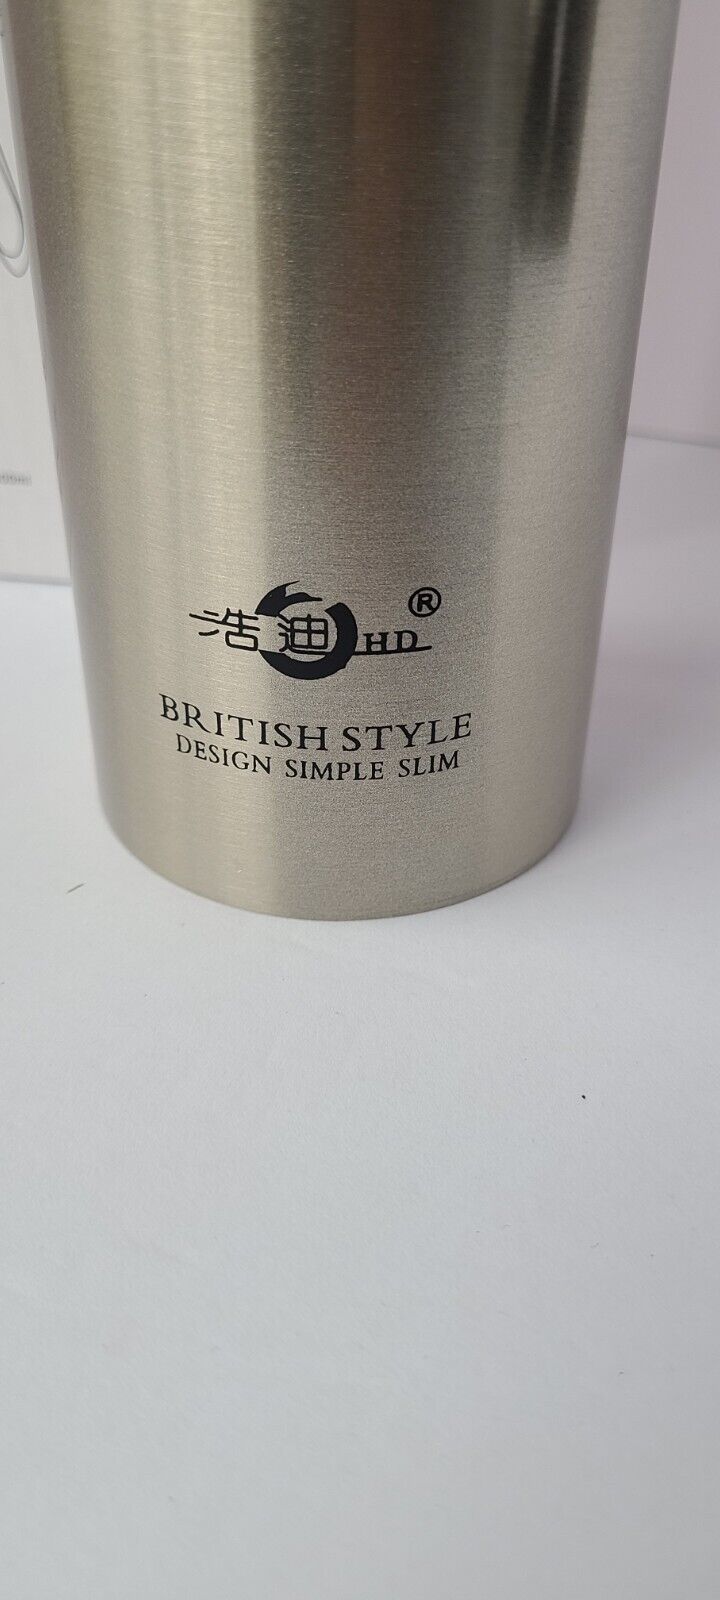 浩迪 HD ®
BRITISH STYLE
DESIGN SIMPLE SLIM